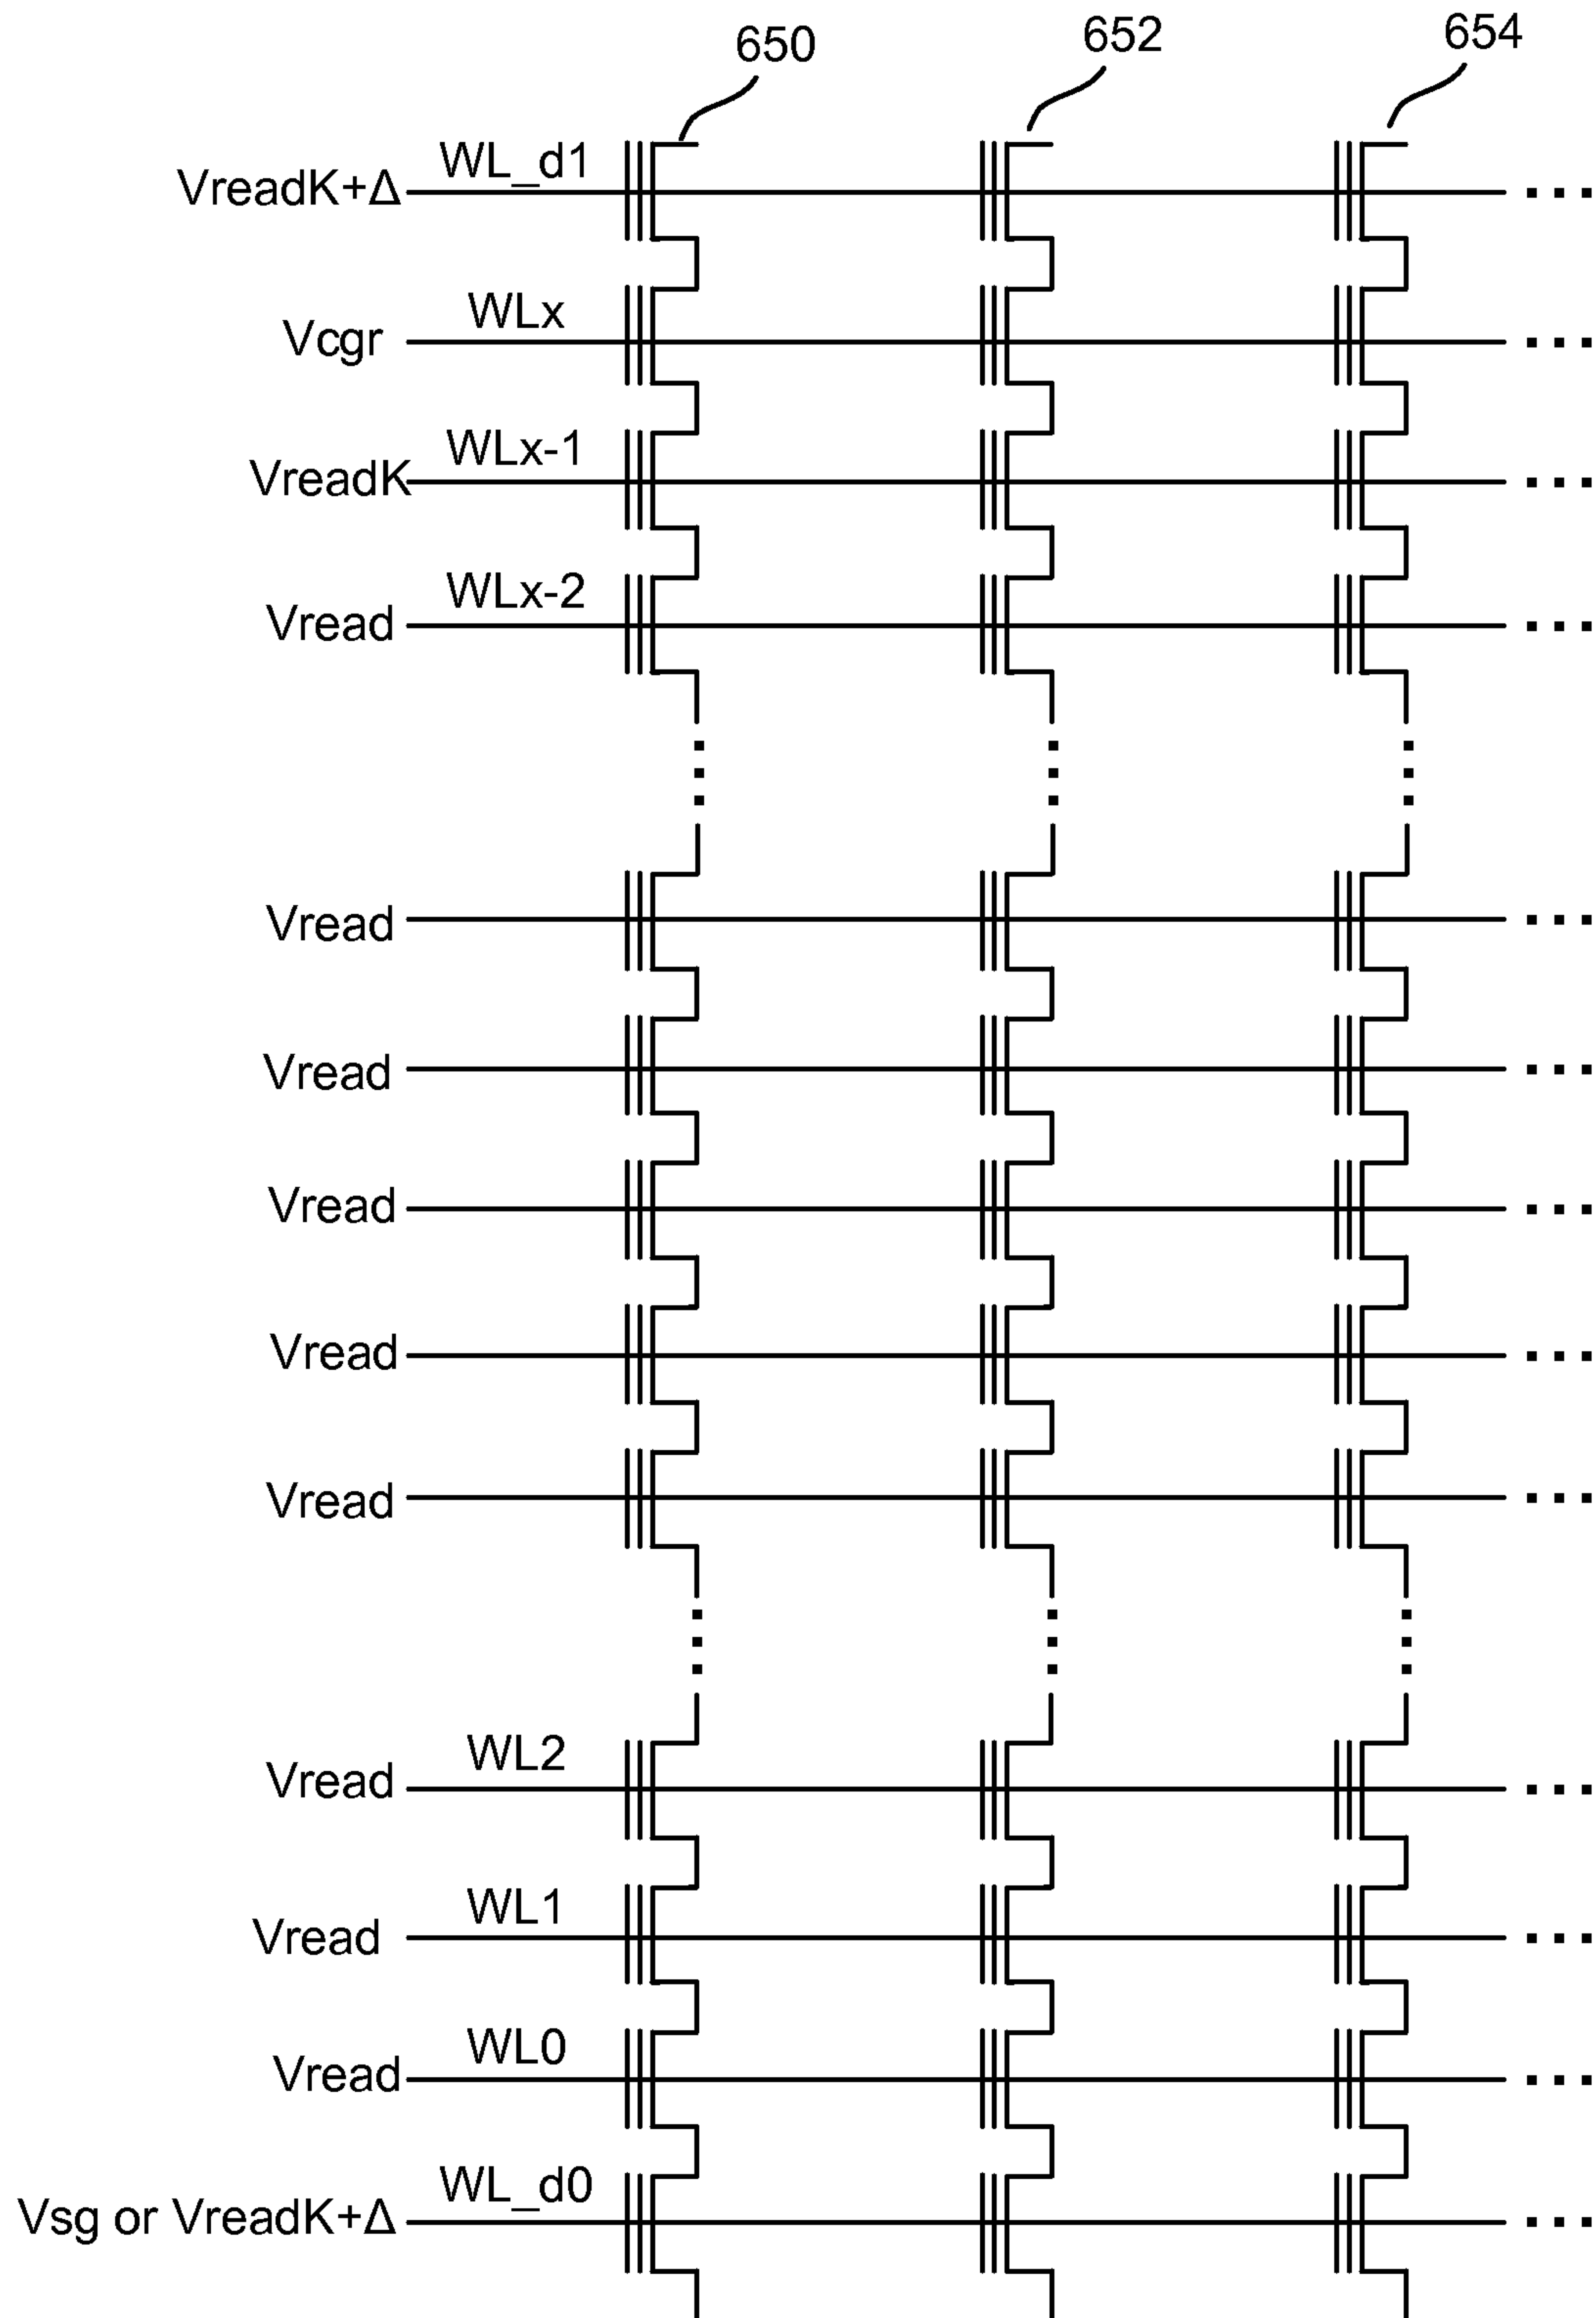 650 652 654
VreadK+Δ WL_d1
Vcgr WLx
VreadK WLx-1
Vread WLx-2
Vread
Vread
Vread
Vread
Vread
Vread WL2
Vread WL1
Vread WL0
Vsg or VreadK+Δ WL_d0